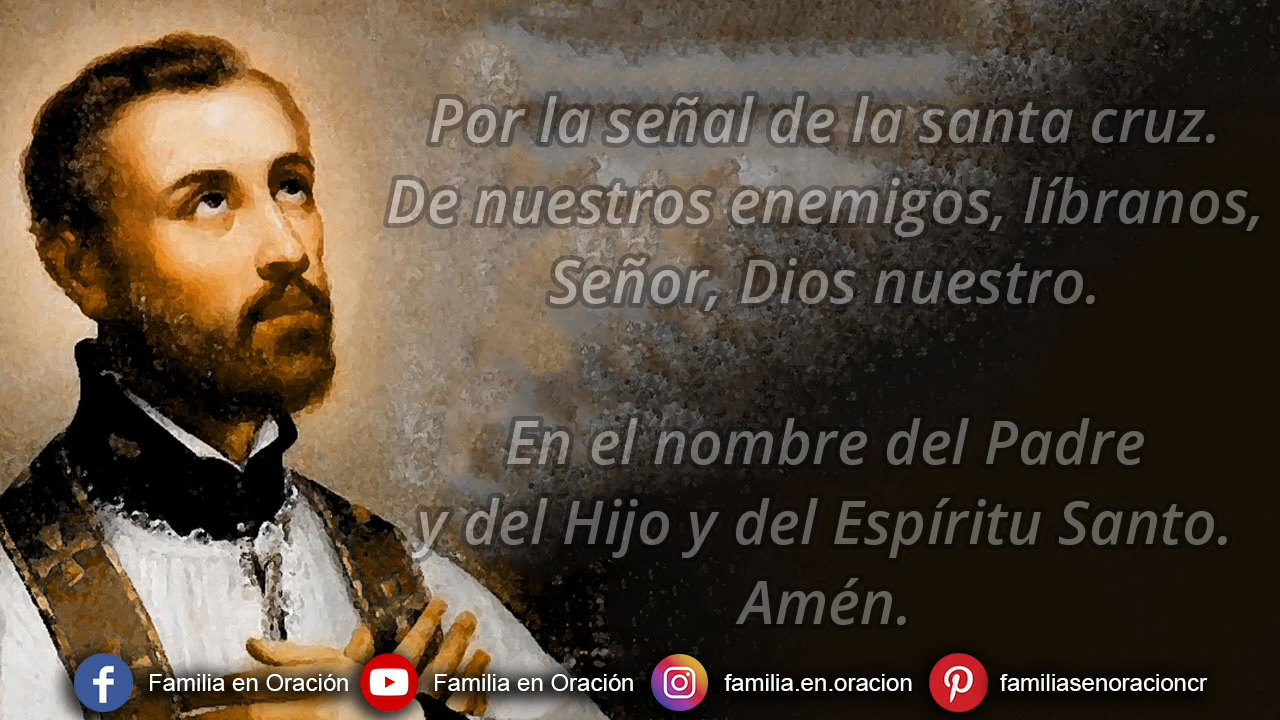 Por la señal de la santa cruz.
De nuestros enemigos, líbranos,
Señor, Dios nuestro.
En el nombre del Padre
y del Hijo y del Espíritu Santo.
Amén.
Familia en Oración Familia en Oración familia.en.oracion familiasenoracioncr